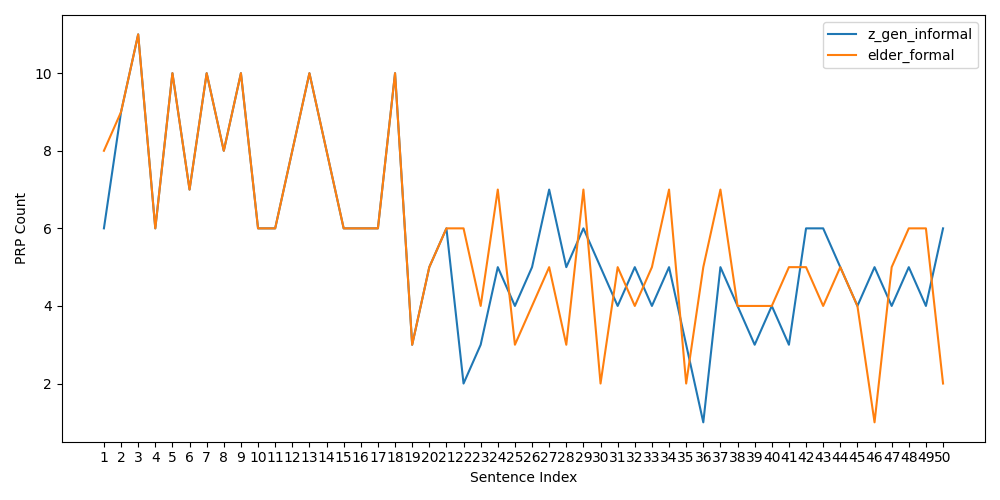 z_gen_informal
elder_formal
PRP Count
10
8
6
4
2
1 2 3 4 5 6 7 8 9 10 11 12 13 14 15 16 17 18 19 20 21 22 23 24 25 26 27 28 29 30 31 32 33 34 35 36 37 38 39 40 41 42 43 44 45 46 47 48 49 50
Sentence Index